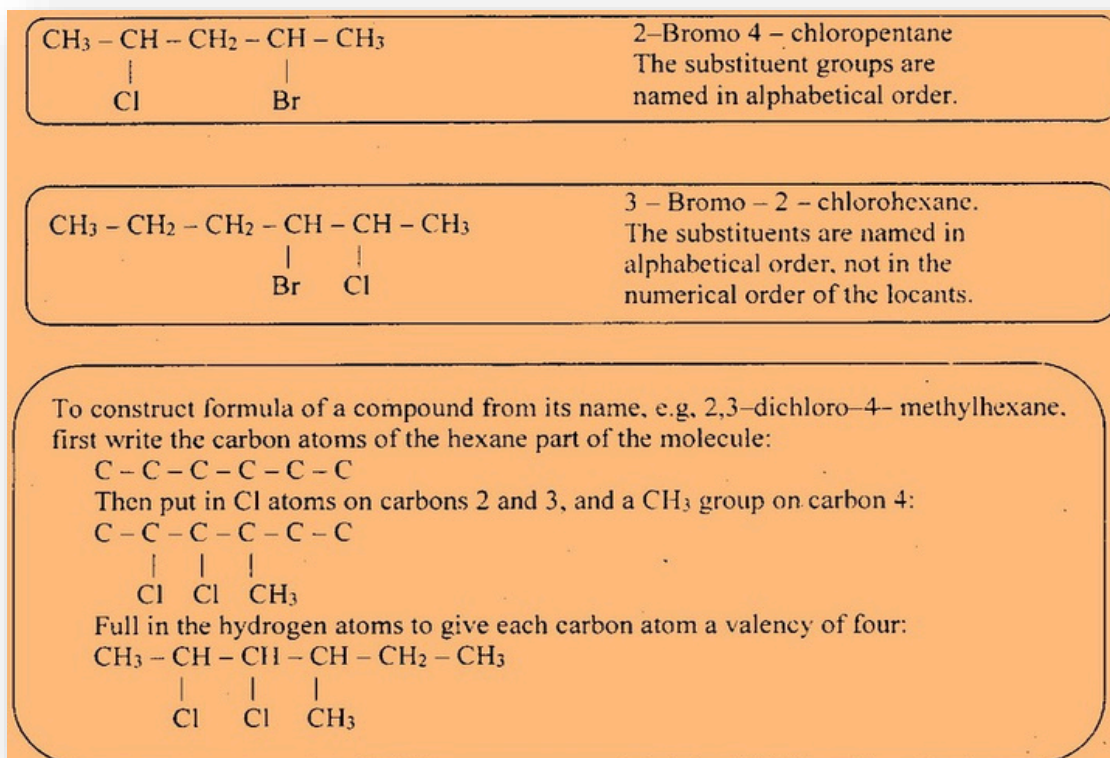 CH₃ – CH – CH₂ – CH – CH₃
| |
Cl Br
2–Bromo 4 – chloropentane
The substituent groups are
named in alphabetical order.
CH₃ – CH₂ – CH₂ – CH – CH – CH₃
| |
Br Cl
3 – Bromo – 2 – chlorohexane.
The substituents are named in
alphabetical order, not in the
numerical order of the locants.
To construct formula of a compound from its name, e.g, 2,3–dichloro–4– methylhexane,
first write the carbon atoms of the hexane part of the molecule:
C – C – C – C – C – C
Then put in Cl atoms on carbons 2 and 3, and a CH₃ group on carbon 4:
C – C – C – C – C – C
| | |
Cl Cl CH₃
Full in the hydrogen atoms to give each carbon atom a valency of four:
CH₃ – CH – CH – CH – CH₂ – CH₃
| | |
Cl Cl CH₃